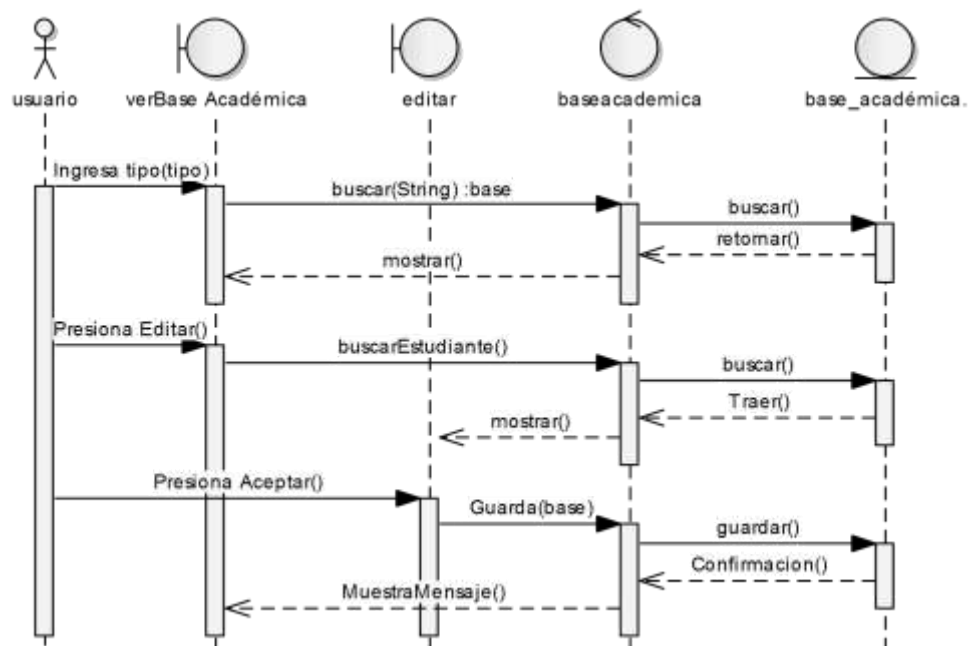 usuario
verBase Académica
editar
baseacademica
base_académica.
Ingresa tipo(tipo)
buscar(String) :base
buscar()
retornar()
mostrar()
Presiona Editar()
buscarEstudiante()
buscar()
Traer()
mostrar()
Presiona Aceptar()
Guarda(base)
guardar()
Confirmacion()
MuestraMensaje()